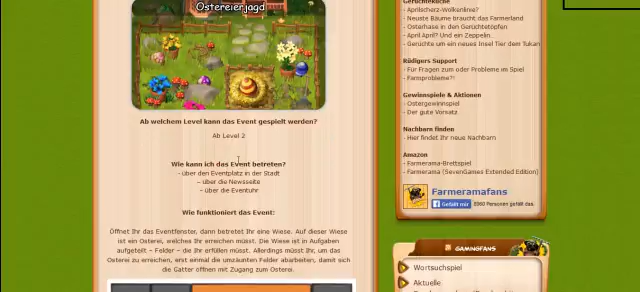 Ostereierjagd
Ab welchem Level kann das Event gespielt werden?
Ab Level 2
Wie kann ich das Event betreten?
- über den Eventplatz in der Stadt
- über die Newsseite
- über die Eventuhr
Wie funktioniert das Event:
Öffnet Ihr das Eventfenster, dann betretet Ihr eine Wiese. Auf dieser Wiese
ist ein Osterei, welches Ihr erreichen müsst. Die Wiese ist in Aufgaben
aufgeteilt – Felder – die Ihr erfüllen müsst. Allerdings müsst Ihr, um das
Osterei zu erreichen, erst einmal die umzäunten Felder abarbeiten, damit sich
die Gatter öffnen mit Zugang zum Osterei.
Gerüchteküche
- Aprilscherz-Wolkenlinie?
- Neueste Bäume braucht das Farmerland
- Osterhase in den Gerüchtetöpfen
- April April? Und ein Zeppelin
- Gerüchte um ein neues Insel Tier dem Tukan
Rüdigers Support
- Für Fragen zum oder Probleme im Spiel
- Farmprobleme?!
Gewinnspiele & Aktionen
- Ostergewinnspiel
- Der gute Vorsatz
Nachbarn finden
- Hier findet Ihr neue Nachbarn
Amazon
- Farmerama-Brettspiel
- Farmerama (SevenGames Extended Edition)
Farmeramafans
Gefällt mir
8960 Personen gefällt das.
GAMINGFANS
Wortsuchspiel
Aktuelle